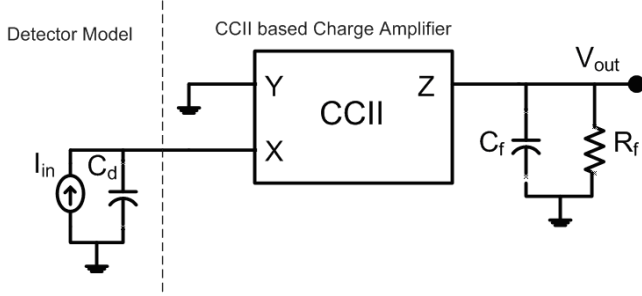 Detector Model
CCII based Charge Amplifier
Y
Z
CCII
X
Vout
Iin
Cd
Cf
Rf